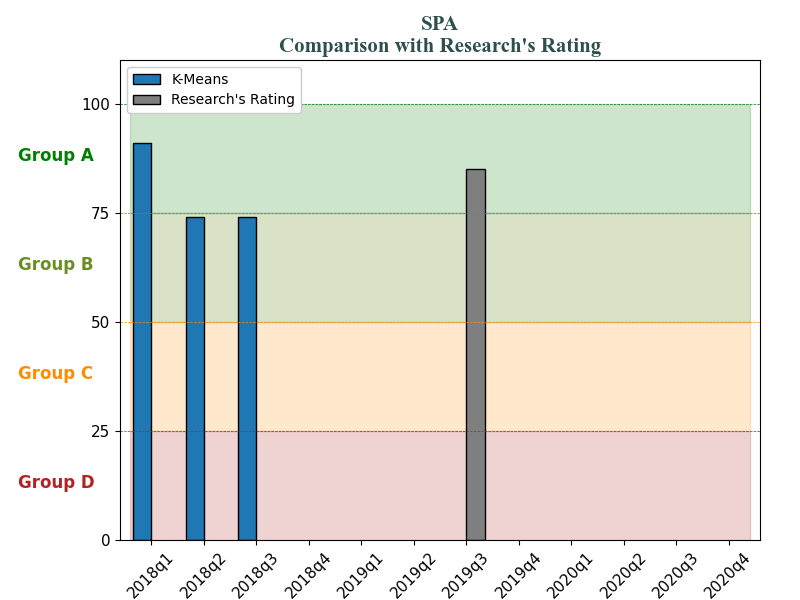 SPA
Comparison with Research's Rating
K-Means
Research's Rating
100
Group A
75
Group B
50
Group C
25
Group D
0
2018q1
2018q2
2018q3
2018q4
2019q1
2019q2
2019q3
2019q4
2020q1
2020q2
2020q3
2020q4